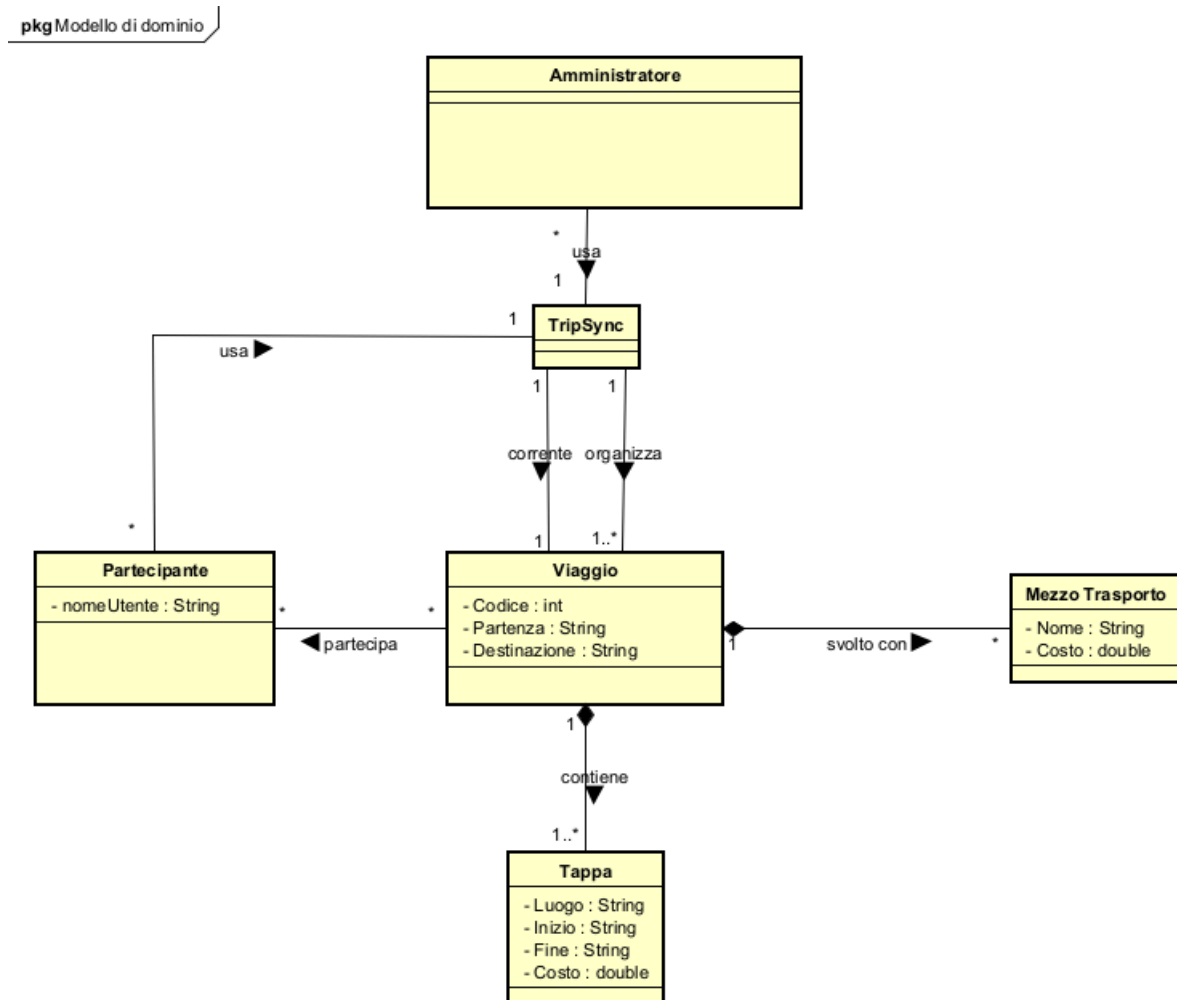 pkg Modello di dominio
Amministratore
*
usa
1
TripSync
1
usa
1
1
corrente
organizza
*
1
1..*
Partecipante
- nomeUtente : String
Viaggio
- Codice : int
- Partenza : String
- Destinazione : String
Mezzo Trasporto
- Nome : String
- Costo : double
*
*
partecipa
1
svolto con
*
1
contiene
1..*
Tappa
- Luogo : String
- Inizio : String
- Fine : String
- Costo : double